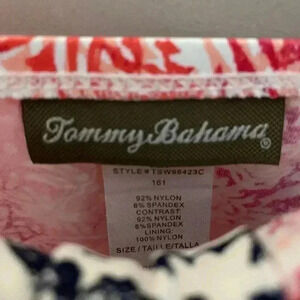 Tommy Bahama®
STYLE# TSW98423C
161
92% NYLON
8% SPANDEX
CONTRAST:
92% NYLON
8% SPANDEX
LINING:
100% NYLON
SIZE / TAILLE/TALLA